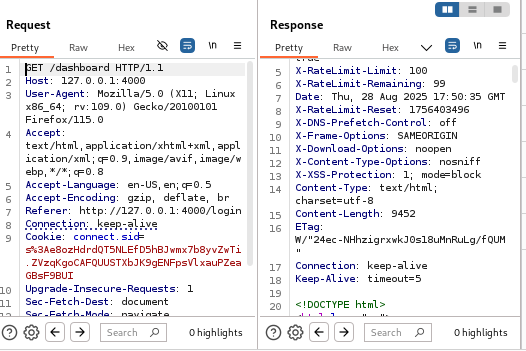 Request
Pretty Raw Hex \n
1 GET /dashboard HTTP/1.1
2 Host: 127.0.0.1:4000
3 User-Agent: Mozilla/5.0 (X11; Linux
x86_64; rv:109.0) Gecko/20100101
Firefox/115.0
4 Accept:
text/html,application/xhtml+xml,appl
ication/xml;q=0.9,image/avif,image/w
ebp,*/*;q=0.8
5 Accept-Language: en-US,en;q=0.5
6 Accept-Encoding: gzip, deflate, br
7 Referer: http://127.0.0.1:4000/login
8 Connection: keep-alive
9 Cookie: connect.sid=
s%3Ae8ozHdrdQT5NLEfD5hBJwmx7b8yvZwTi
.ZVzqKgoCAFQUUSTXbJK9gENFpsVlxauPZea
GBsF9BUI
10 Upgrade-Insecure-Requests: 1
11 Sec-Fetch-Dest: document
12 Sec-Fetch-Mode: navigate
Search 0 highlights
Response
Pretty Raw Hex \n
true
5 X-RateLimit-Limit: 100
6 X-RateLimit-Remaining: 99
7 Date: Thu, 28 Aug 2025 17:50:35 GMT
8 X-RateLimit-Reset: 1756403496
9 X-DNS-Prefetch-Control: off
10 X-Frame-Options: SAMEORIGIN
11 X-Download-Options: noopen
12 X-Content-Type-Options: nosniff
13 X-XSS-Protection: 1; mode=block
14 Content-Type: text/html;
charset=utf-8
15 Content-Length: 9452
16 ETag:
W/"24ec-NHhzigrxwkJ0s18uMnRuLg/fQUM
"
17 Connection: keep-alive
18 Keep-Alive: timeout=5
19
20 <!DOCTYPE html>
Search 0 highlights